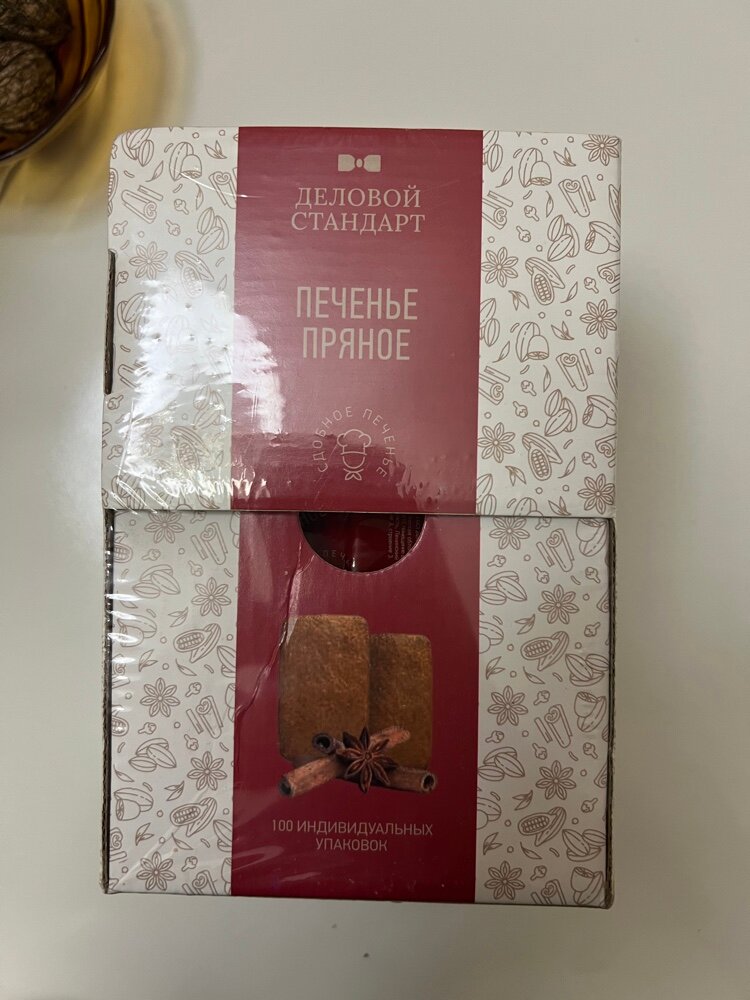 ДЕЛОВОЙ
СТАНДАРТ
ПЕЧЕНЬЕ
ПРЯНОЕ
СДОБНОЕ ПЕЧЕНЬЕ
100 ИНДИВИДУАЛЬНЫХ
УПАКОВОК